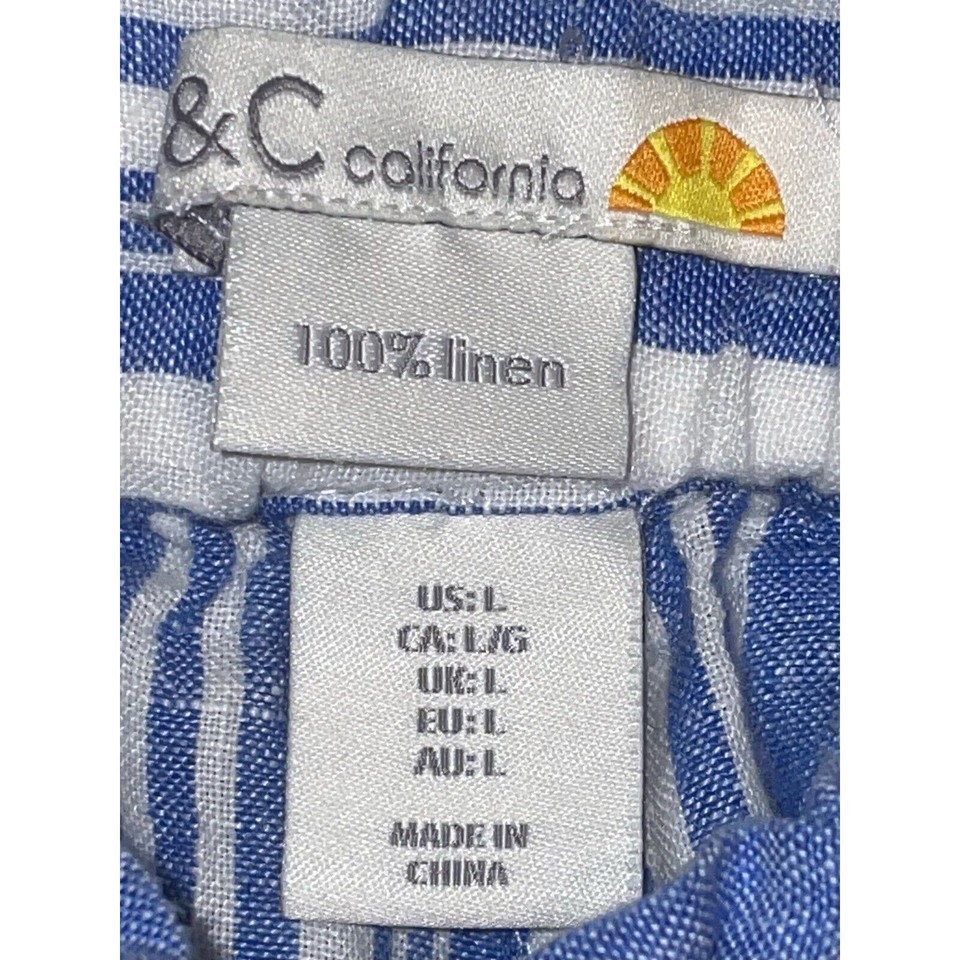 &C california
100% linen
US: L
CA: L/G
UK: L
EU: L
AU: L
MADE IN
CHINA